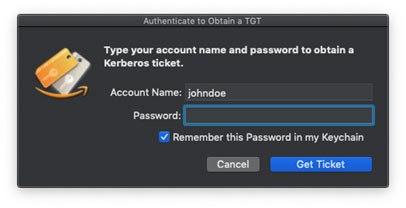 Authenticate to Obtain a TGT
Type your account name and password to obtain a
Kerberos ticket.
Account Name: johndoe
Password:
Remember this Password in my Keychain
Cancel Get Ticket